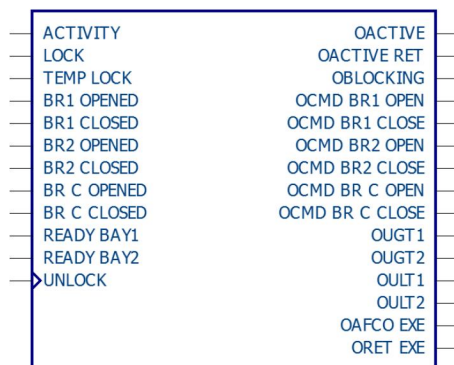 ACTIVITY OACTIVE
LOCK OACTIVE RET
TEMP LOCK OBLOCKING
BR1 OPENED OCMD BR1 OPEN
BR1 CLOSED OCMD BR1 CLOSE
BR2 OPENED OCMD BR2 OPEN
BR2 CLOSED OCMD BR2 CLOSE
BR C OPENED OCMD BR C OPEN
BR C CLOSED OCMD BR C CLOSE
READY BAY1 OUGT1
READY BAY2 OUGT2
UNLOCK OULT1
OULT2
OAFCO EXE
ORET EXE